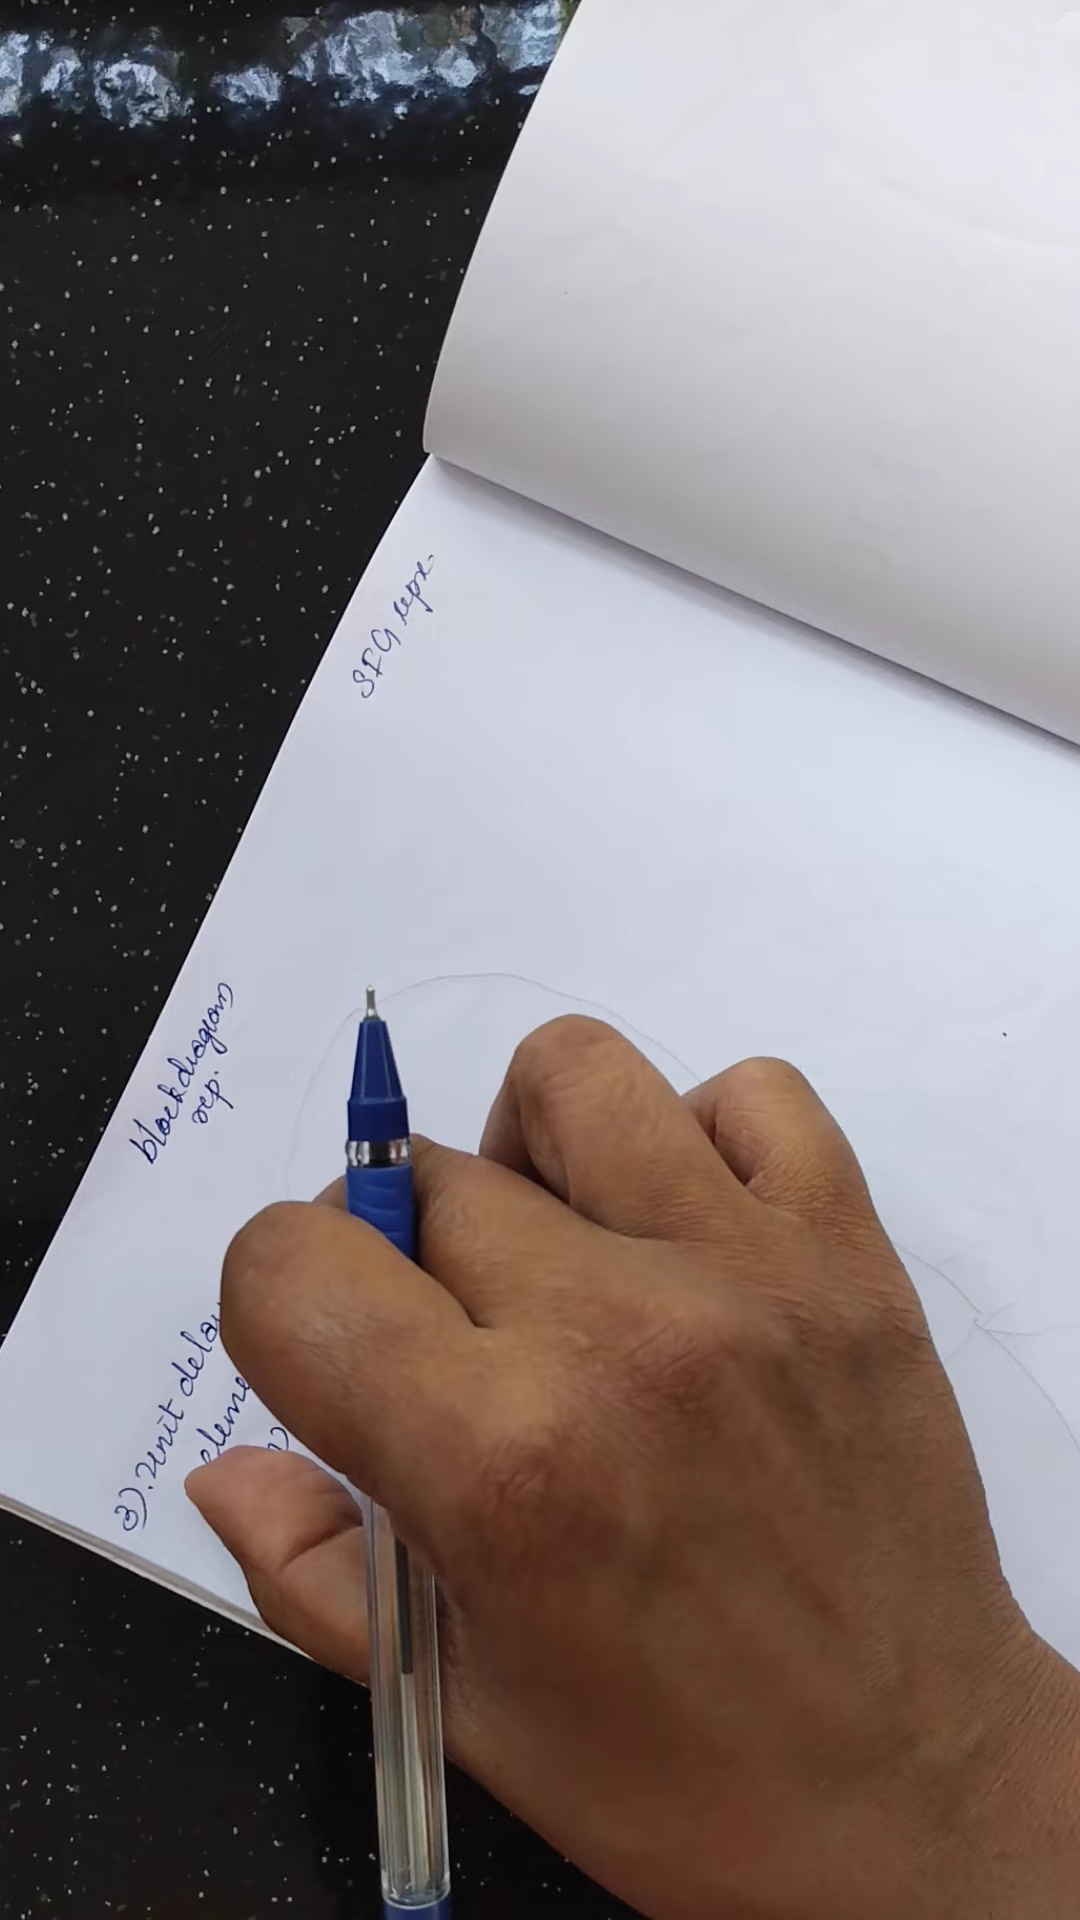 SFG repr.
blockdiagram
rep.
3). unit delay
eleme